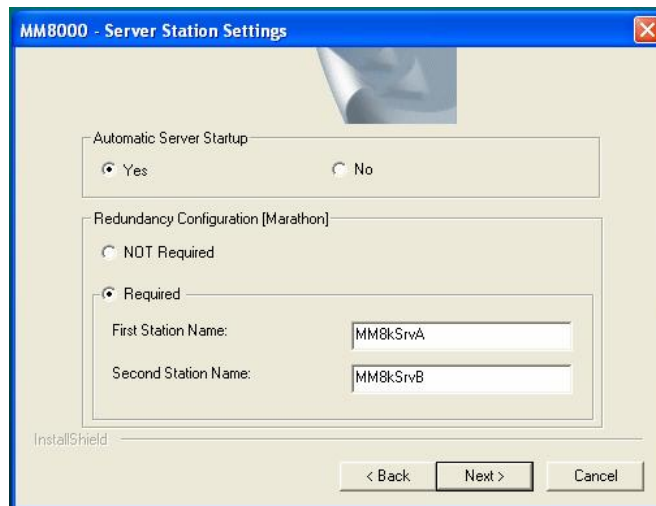 MM8000 - Server Station Settings
Automatic Server Startup
Yes No
Redundancy Configuration [Marathon]
NOT Required
Required
First Station Name: MM8kSrvA
Second Station Name: MM8kSrvB
InstallShield
< Back Next > Cancel